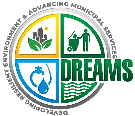 DEVELOPING RESILIENT ENVIRONMENT & ADVANCING MUNICIPAL SERVICES
DREAMS